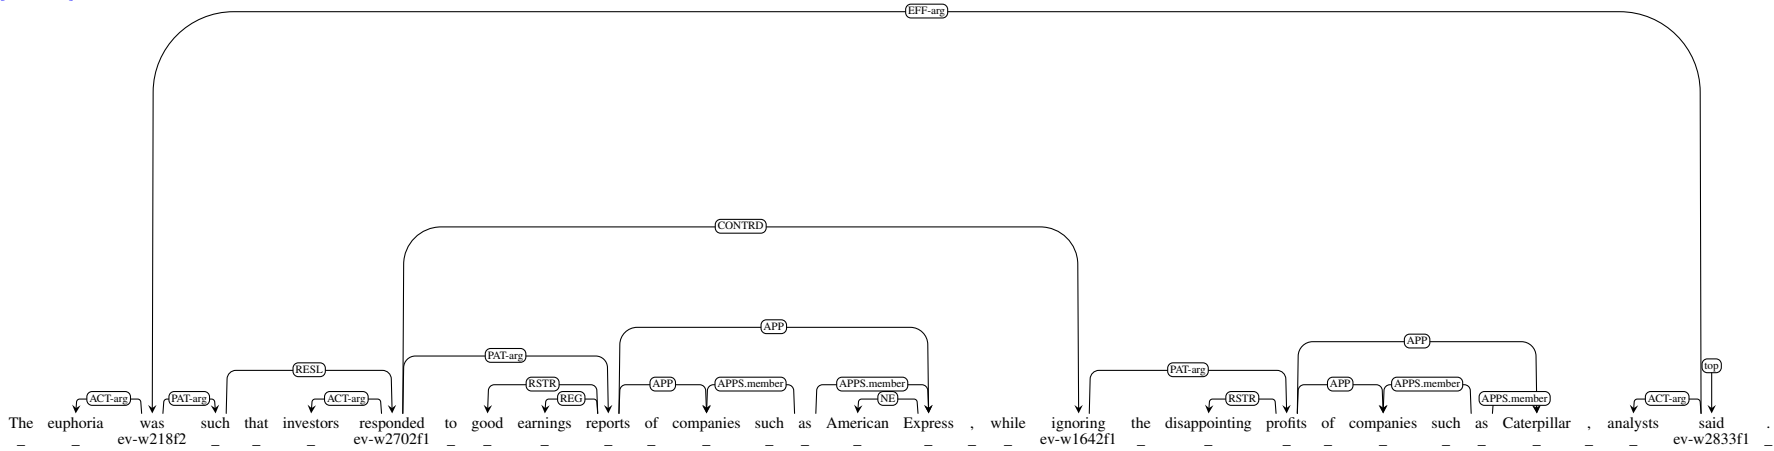 EFF-arg
CONTRD
APP
APP
PAT-arg
top
RESL PAT-arg
RSTR APP APPS.member APPS.member APP APPS.member
ACT-arg PAT-arg ACT-arg REG NE RSTR APPS.member ACT-arg
The euphoria was such that investors responded to good earnings reports of companies such as American Express , while ignoring the disappointing profits of companies such as Caterpillar , analysts said .
_ _ ev-w218f2 _ _ _ ev-w2702f1 _ _ _ _ _ _ _ _ _ _ _ _ ev-w1642f1 _ _ _ _ _ _ _ _ _ _ ev-w2833f1 _